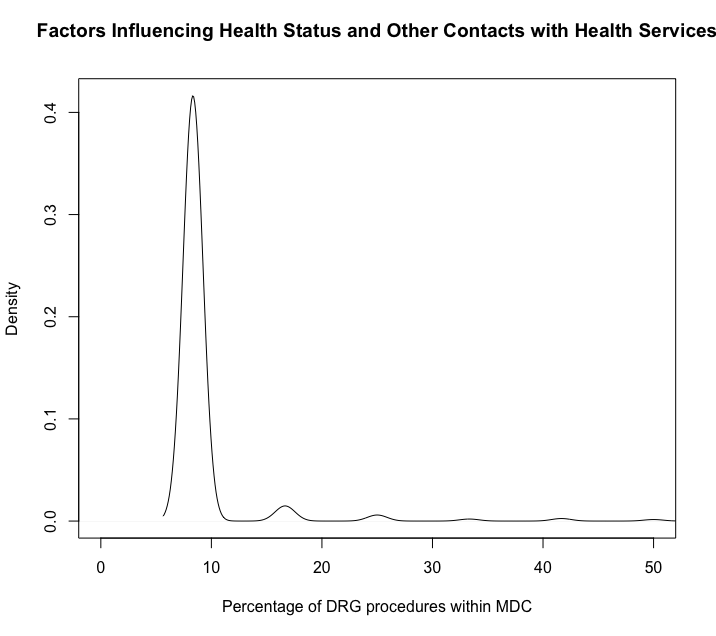 Factors Influencing Health Status and Other Contacts with Health Services
Density
0.4
0.3
0.2
0.1
0.0
0 10 20 30 40 50
Percentage of DRG procedures within MDC